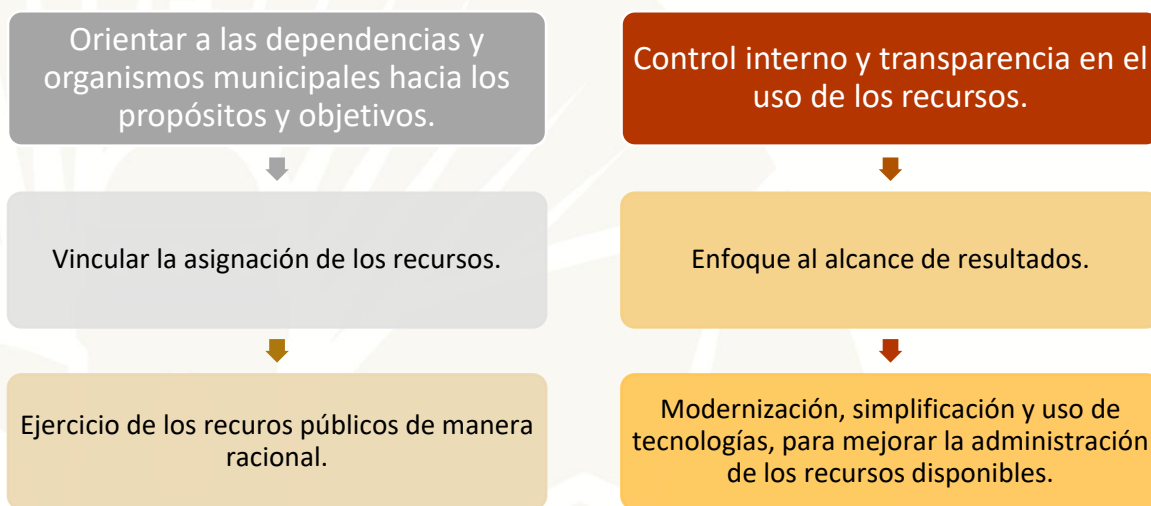 Orientar a las dependencias y
organismos municipales hacia los
propósitos y objetivos.
Vincular la asignación de los recursos.
Ejercicio de los recuros públicos de manera
racional.
Control interno y transparencia en el
uso de los recursos.
Enfoque al alcance de resultados.
Modernización, simplificación y uso de
tecnologías, para mejorar la administración
de los recursos disponibles.